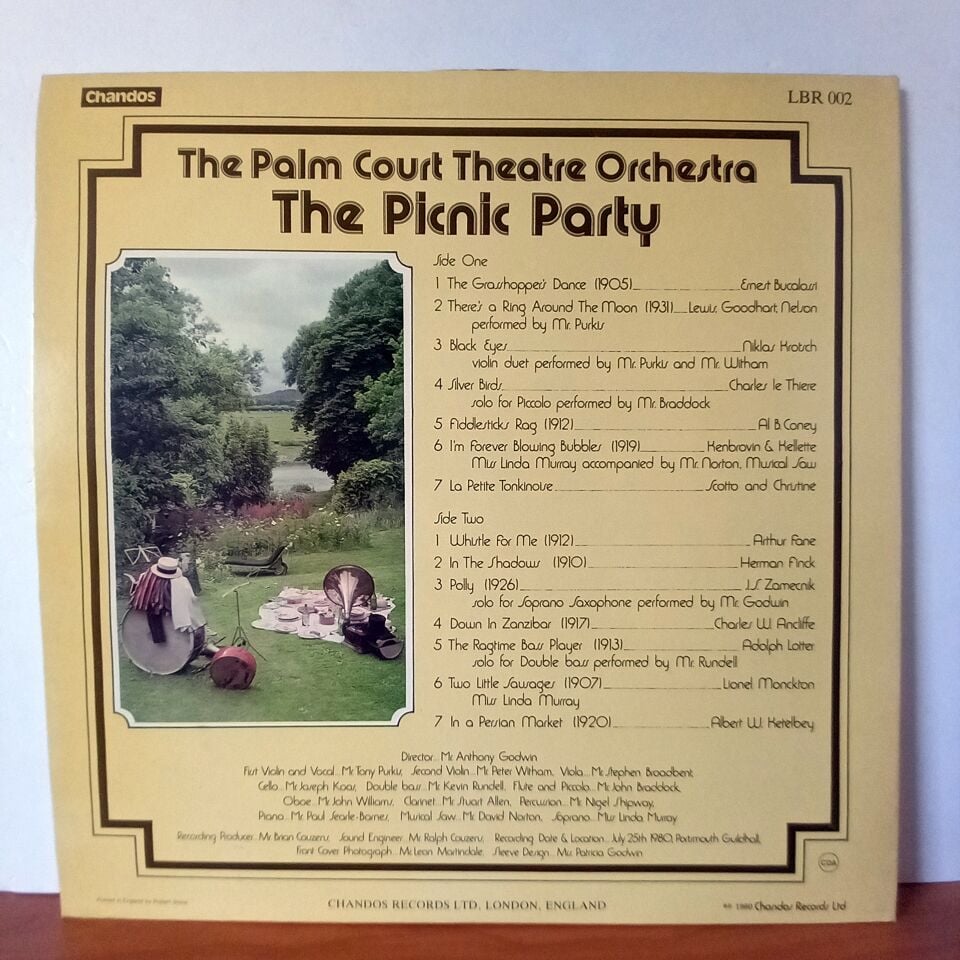 Chandos
LBR 002
The Palm Court Theatre Orchestra
The Picnic Party
Side One
1 The Grasshopper's Dance (1905) Ernest Bucalossi
2 There's a Ring Around The Moon (1931) Lewis, Goodhart, Nelson
performed by Mr. Purkis
3 Black Eyes Niklas Krotsch
violin duet performed by Mr. Purkis and Mr. Witham
4 Silver Birds Charles le Thiere
solo for Piccolo performed by Mr. Braddock
5 Fiddlesticks Rag (1912) Al B. Coney
6 I'm Forever Blowing Bubbles (1919) Kenbrovin & Kellette
Miss Linda Murray accompanied by Mr. Norton, Musical Saw
7 La Petite Tonkinoise Scotto and Christine
Side Two
1 Whistle For Me (1912) Arthur Fane
2 In The Shadows (1910) Herman Finck
3 Polly (1926) J.S. Zamecnik
solo for Soprano Saxophone performed by Mr. Godwin
4 Down In Zanzibar (1917) Charles W. Ancliffe
5 The Ragtime Bass Player (1913) Adolph Lotter
solo for Double bass performed by Mr. Rundell
6 Two Little Sausages (1907) Lionel Monckton
Miss Linda Murray
7 In a Persian Market (1920) Albert W. Ketelbey
Director... Mr. Anthony Godwin
First Violin and Vocal... Mr. Tony Purkis, Second Violin... Mr. Peter Witham, Viola... Mr. Stephen Broadbent,
Cello... Mr. Joseph Koos, Double bass... Mr. Kevin Rundell, Flute and Piccolo... Mr. John Braddock,
Oboe... Mr. John Williams, Clarinet... Mr. Stuart Allen, Percussion... Mr. Nigel Shipway,
Piano... Mr. Paul Searle-Barnes, Musical Saw... Mr. David Norton, Soprano... Miss Linda Murray
Recording Producer... Mr. Brian Couzens, Sound Engineer... Mr. Ralph Couzens, Recording Date & Location... July 25th 1980, Portsmouth Guildhall,
Front Cover Photograph... Mr. Leon Martindale, Sleeve Design... Mrs. Patricia Godwin
CDA
Printed in England by Robert Stace
CHANDOS RECORDS LTD. LONDON, ENGLAND
1980 Chandos Records Ltd